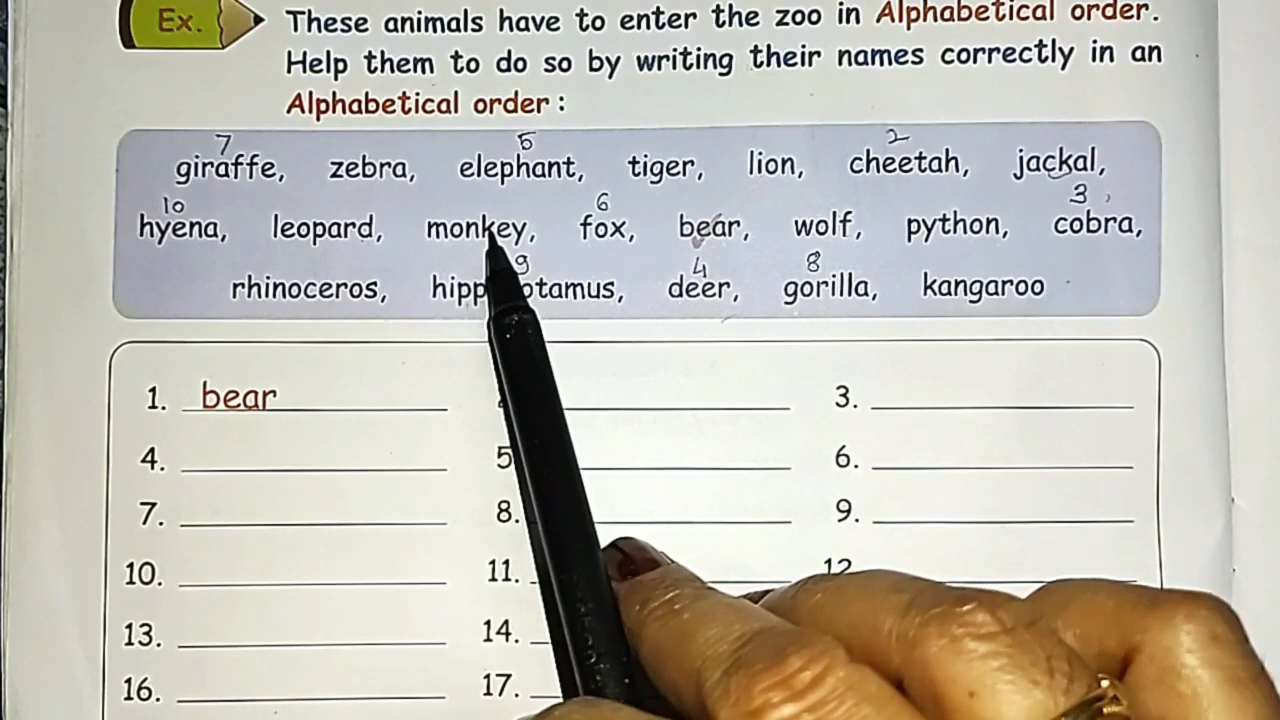 Ex.
These animals have to enter the zoo in Alphabetical order.
Help them to do so by writing their names correctly in an
Alphabetical order :
7 5 2
giraffe, zebra, elephant, tiger, lion, cheetah, jackal,
10 6 3
hyena, leopard, monkey, fox, bear, wolf, python, cobra,
9 4 8
rhinoceros, deer, gorilla, kangaroo
1. bear 3.
4. 5 6.
7. 8. 9.
10. 11. 12
13. 14.
16. 17.